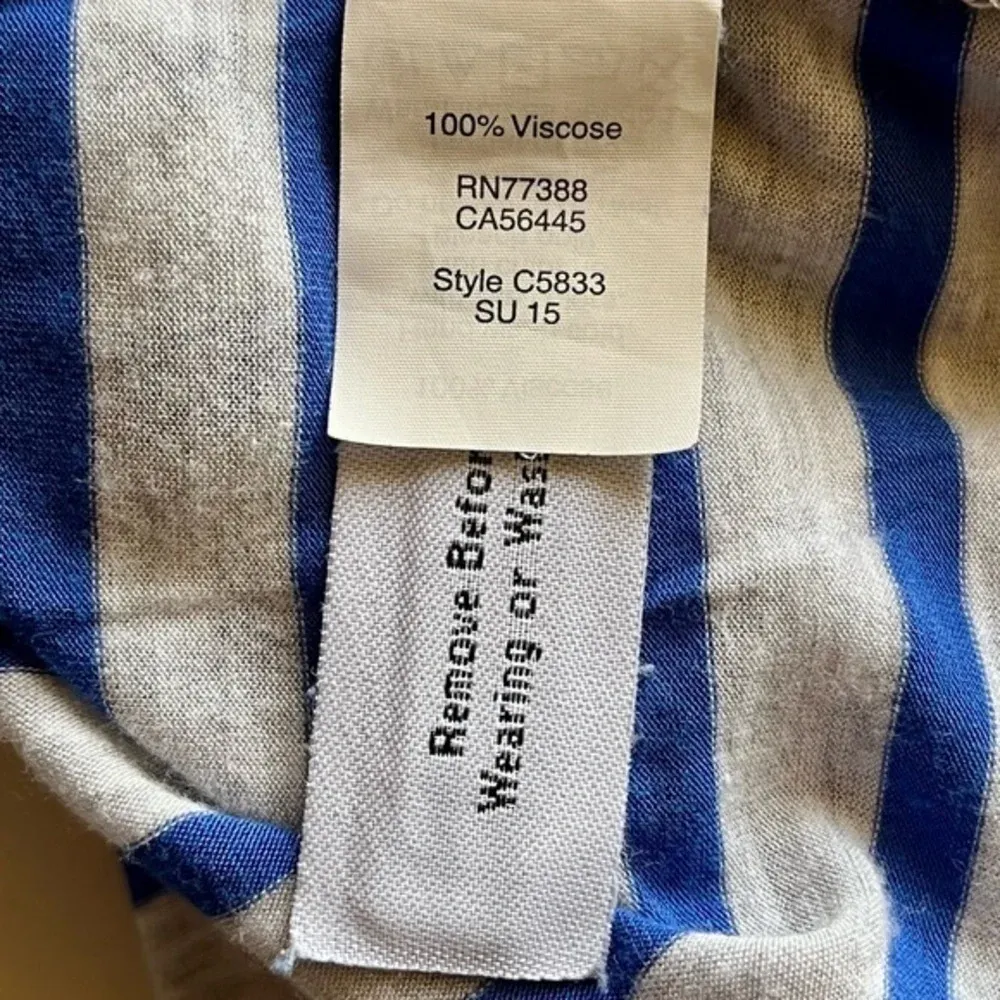 100% Viscose
RN77388
CA56445
Style C5833
SU 15
Remove Befor
Wearing or Was